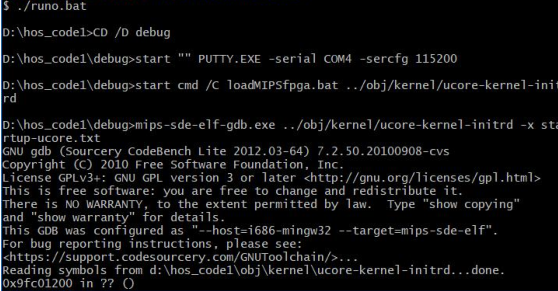 $ ./runo.bat
D:\hos_code1>CD /D debug
D:\hos_code1\debug>start "" PUTTY.EXE -serial COM4 -sercfg 115200
D:\hos_code1\debug>start cmd /C loadMIPSfpga.bat ../obj/kernel/ucore-kernel-init
rd
D:\hos_code1\debug>mips-sde-elf-gdb.exe ../obj/kernel/ucore-kernel-initrd -x sta
rtup-ucore.txt
GNU gdb (Sourcery CodeBench Lite 2012.03-64) 7.2.50.20100908-cvs
Copyright (C) 2010 Free Software Foundation, Inc.
License GPLv3+: GNU GPL version 3 or later <http://gnu.org/licenses/gpl.html>
This is free software: you are free to change and redistribute it.
There is NO WARRANTY, to the extent permitted by law.  Type "show copying"
and "show warranty" for details.
This GDB was configured as "--host=i686-mingw32 --target=mips-sde-elf".
For bug reporting instructions, please see:
<https://support.codesourcery.com/GNUToolchain/>...
Reading symbols from d:\hos_code1\obj\kernel\ucore-kernel-initrd...done.
0x9fc01200 in ?? ()